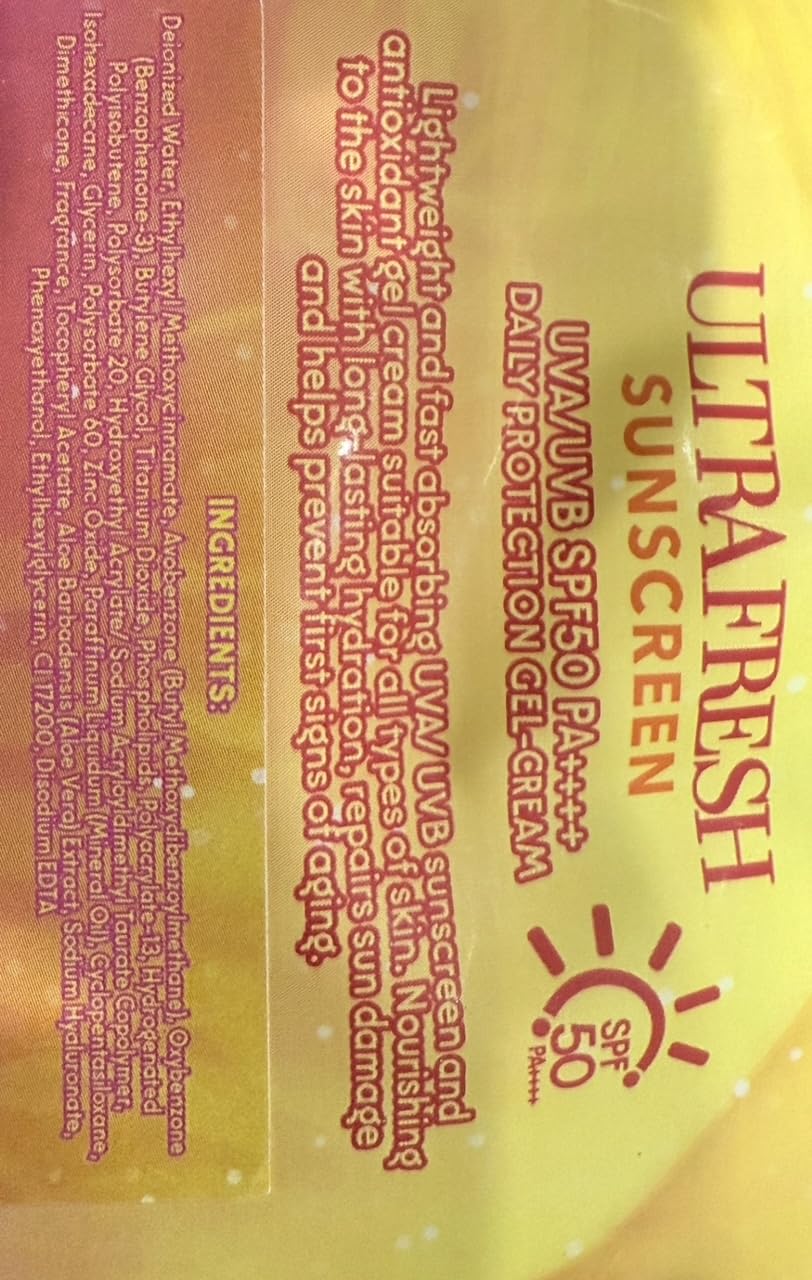 ULTRAFRESH
SUNSCREEN
UVA/UVB SPF50 PA++++
DAILY PROTECTION GEL-CREAM
SPF
50
PA++++
Lightweight and fast absorbing UVA/UVB sunscreen and
antioxidant gel cream suitable for all types of skin. Nourishing
to the skin with long lasting hydration, repairs sun damage
and helps prevent first signs of aging.
INGREDIENTS:
Deionized Water, Ethylhexyl Methoxycinnamate, Avobenzone (Butyl Methoxydibenzoylmethane), Oxybenzone
(Benzophenone-3), Butylene Glycol, Titanium Dioxide, Phospholipids, Polyacrylate-13, Hydrogenated
Polyisobutene, Polysorbate 20, Hydroxyethyl Acrylate/ Sodium Acryloyldimethyl Taurate Copolymer,
Isohexadecane, Glycerin, Polysorbate 60, Zinc Oxide, Paraffinum Liquidum (Mineral Oil), Cyclopentasiloxane,
Dimethicone, Fragrance, Tocopheryl Acetate, Aloe Barbadensis (Aloe Vera) Extract, Sodium Hyaluronate,
Phenoxyethanol, Ethylhexylglycerin, CI 17200, Disodium EDTA